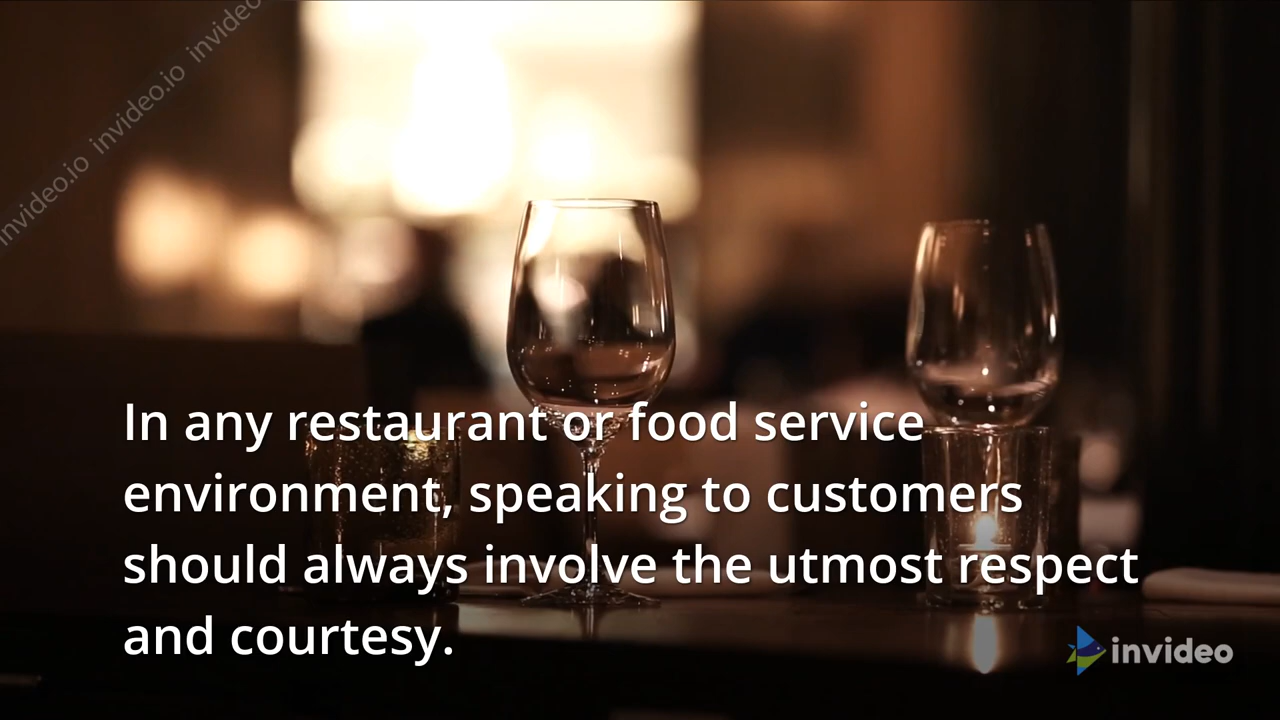 invideo.io invideo.io invideo
In any restaurant or food service
environment, speaking to customers
should always involve the utmost respect
and courtesy.
invideo